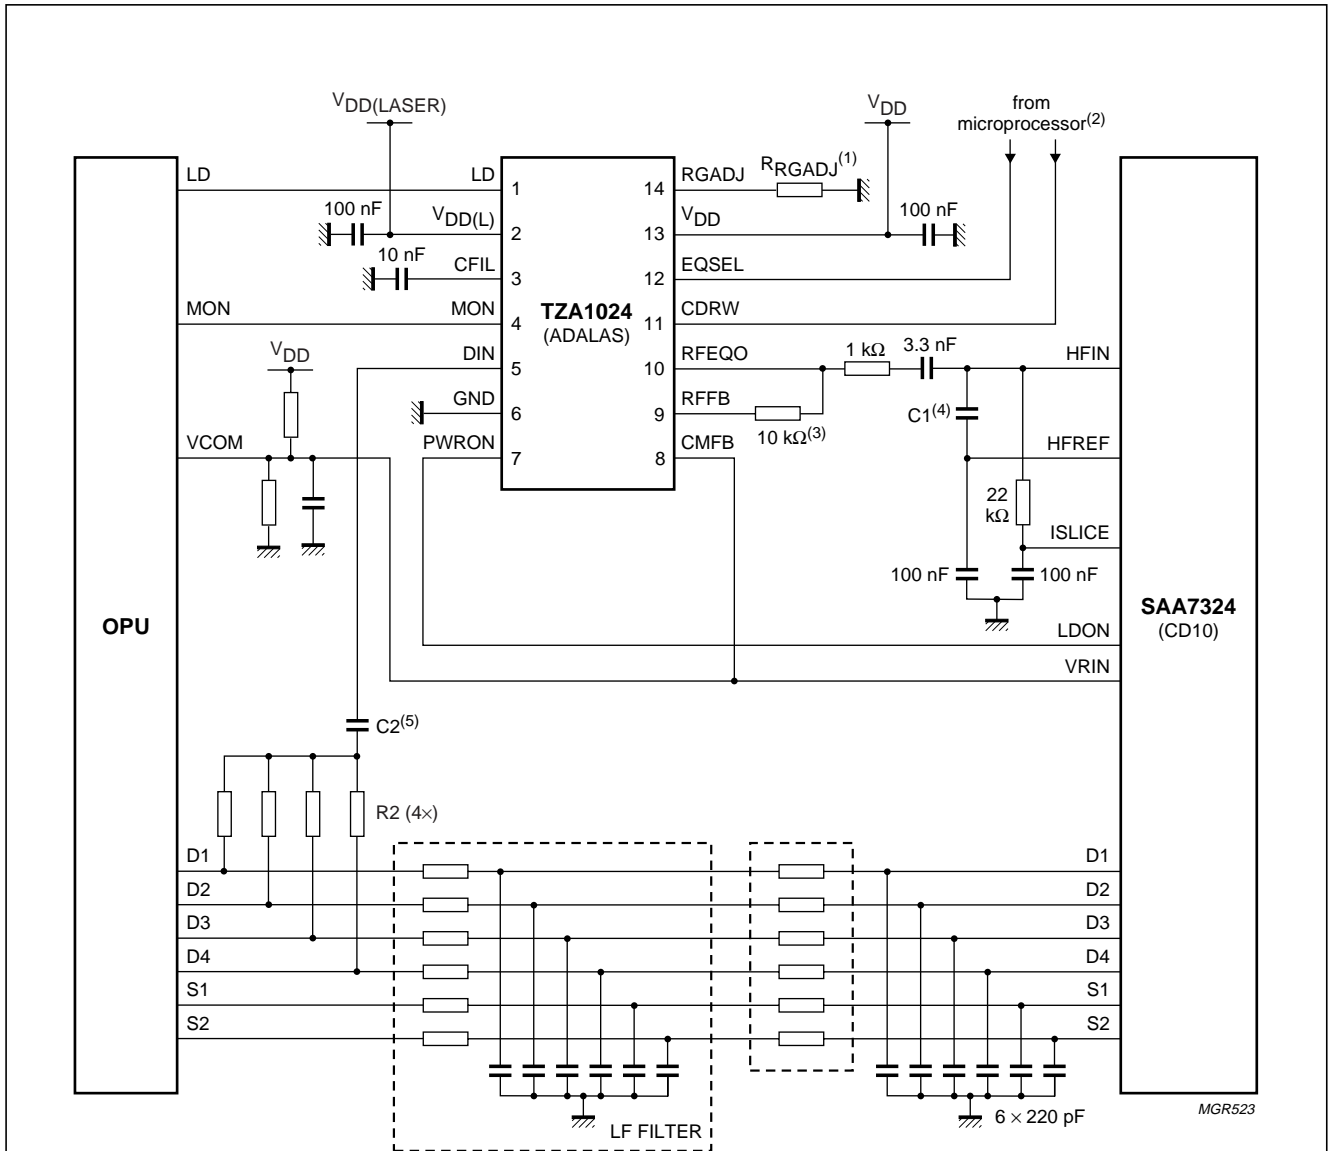 VDD(LASER)
VDD
from
microprocessor(2)
LD
LD
1
14
RGADJ
RRGADJ(1)
100 nF
VDD(L)
2
13
VDD
100 nF
10 nF
CFIL
3
12
EQSEL
MON
MON
4
TZA1024
(ADALAS)
11
CDRW
VDD
DIN
5
10
RFEQO
1 kΩ
3.3 nF
HFIN
GND
6
9
RFFB
10 kΩ(3)
C1(4)
VCOM
PWRON
7
8
CMFB
HFREF
22
kΩ
ISLICE
100 nF
100 nF
OPU
SAA7324
(CD10)
LDON
VRIN
C2(5)
R2 (4×)
D1
D1
D2
D2
D3
D3
D4
D4
S1
S1
S2
S2
LF FILTER
6 × 220 pF
MGR523